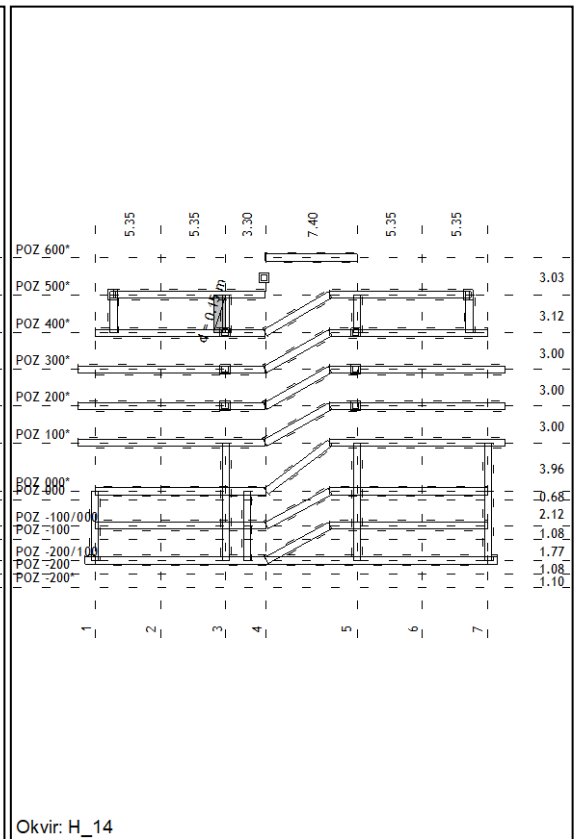 5.35
5.35
3.30
7.40
5.35
5.35
POZ 600*
3.03
POZ 500*
d = 0.15 m
3.12
POZ 400*
3.00
POZ 300*
3.00
POZ 200*
3.00
POZ 100*
3.96
POZ 000*
POZ 000
0.68
POZ -100/000
2.12
POZ -100
1.08
POZ -200/100
1.77
POZ -200
1.08
POZ -200*
1.10
1
2
3
4
5
6
7
Okvir: H_14